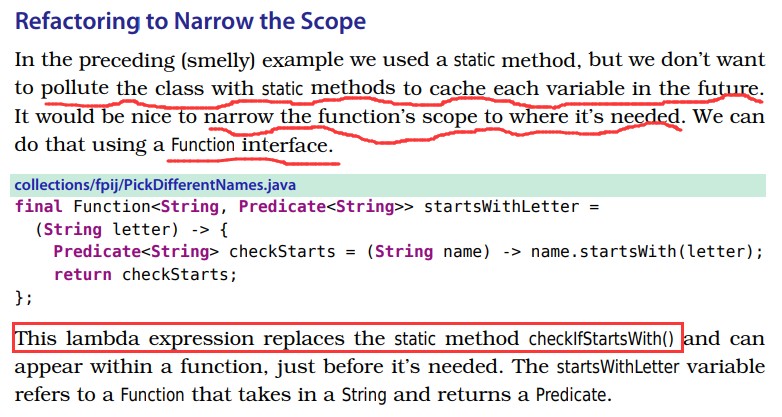 Refactoring to Narrow the Scope
In the preceding (smelly) example we used a static method, but we don't want
to pollute the class with static methods to cache each variable in the future.
It would be nice to narrow the function's scope to where it's needed. We can
do that using a Function interface.
collections/fpij/PickDifferentNames.java
final Function<String, Predicate<String>> startsWithLetter =
  (String letter) -> {
    Predicate<String> checkStarts = (String name) -> name.startsWith(letter);
    return checkStarts;
};
This lambda expression replaces the static method checkIfStartsWith() and can
appear within a function, just before it's needed. The startsWithLetter variable
refers to a Function that takes in a String and returns a Predicate.